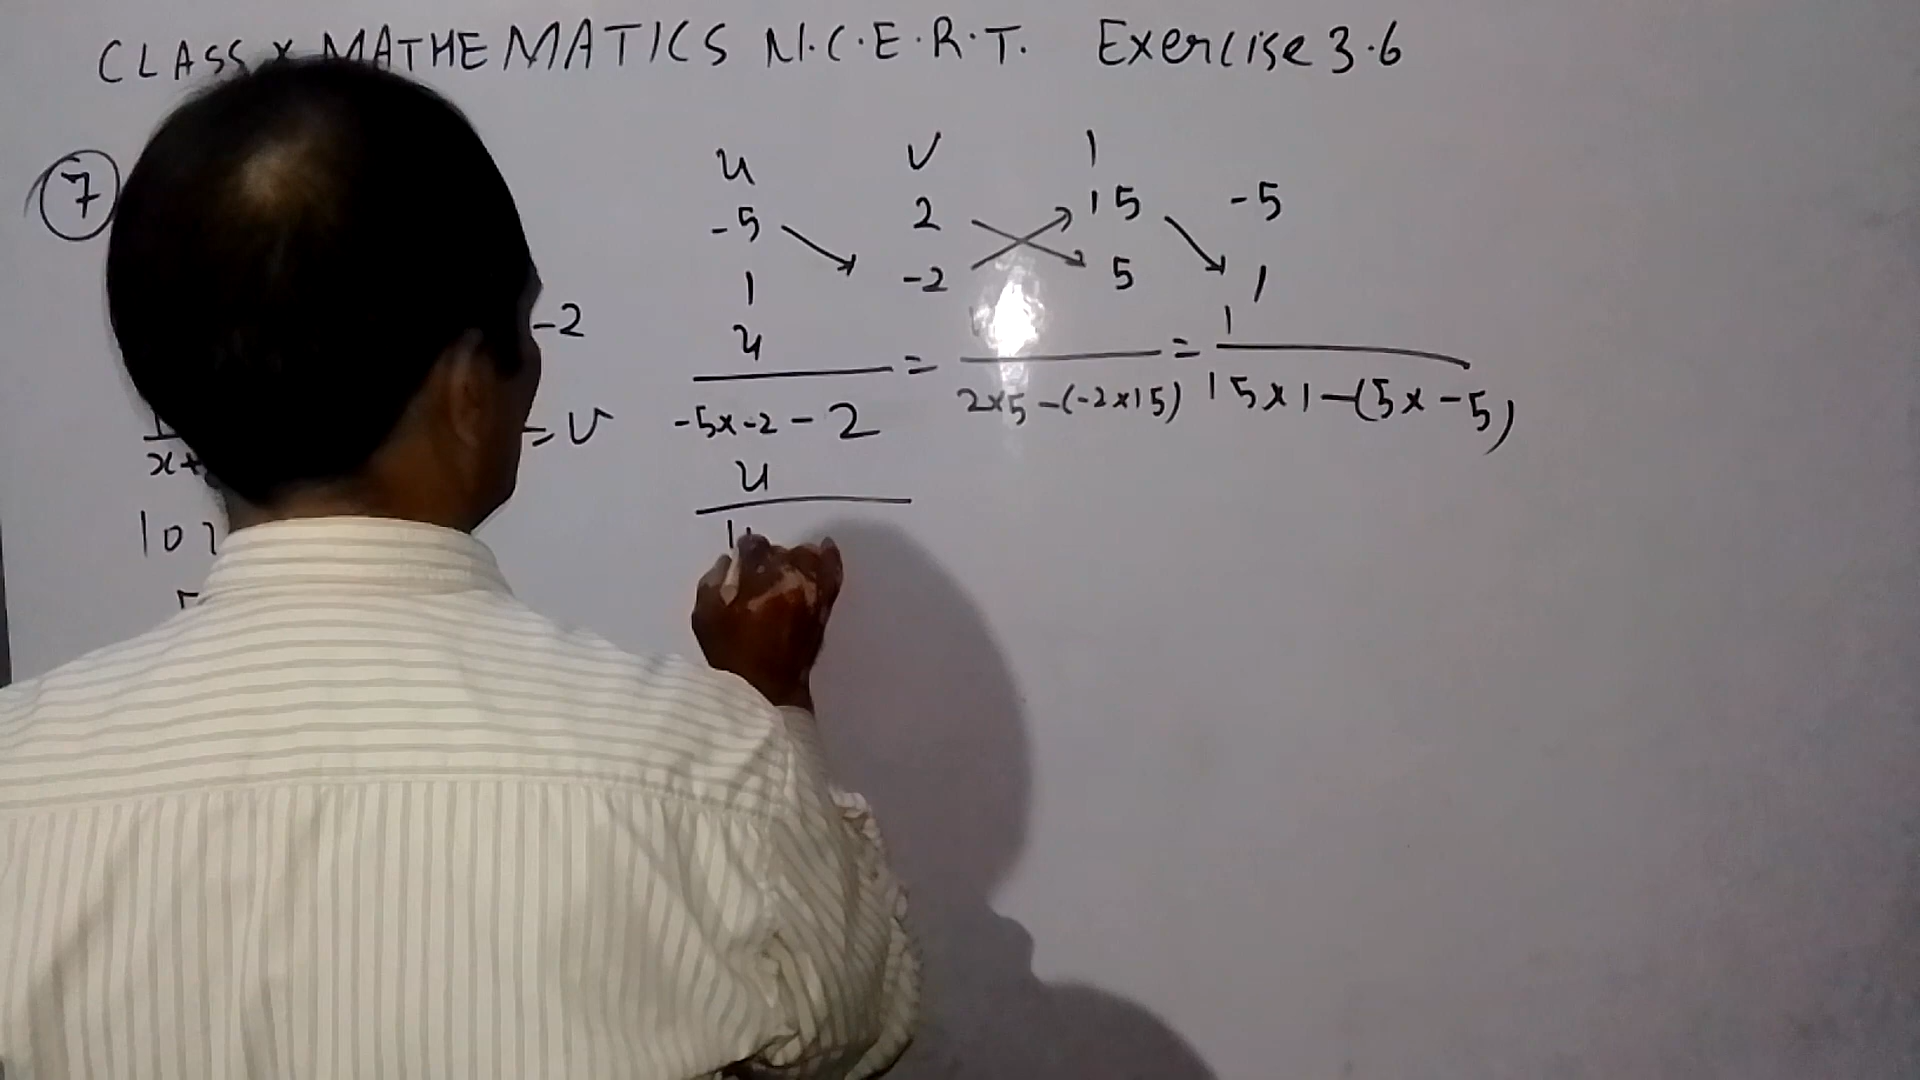 CLASS X MATHEMATICS N.C.E.R.T. Exercise 3.6
7
u v 1
-5 2 15 -5
1 -2 5 1
-2
u = = 1
-5x-2 - 2 2x5-(-2x15) 15x1-(5x-5)
= v
x+
u
10